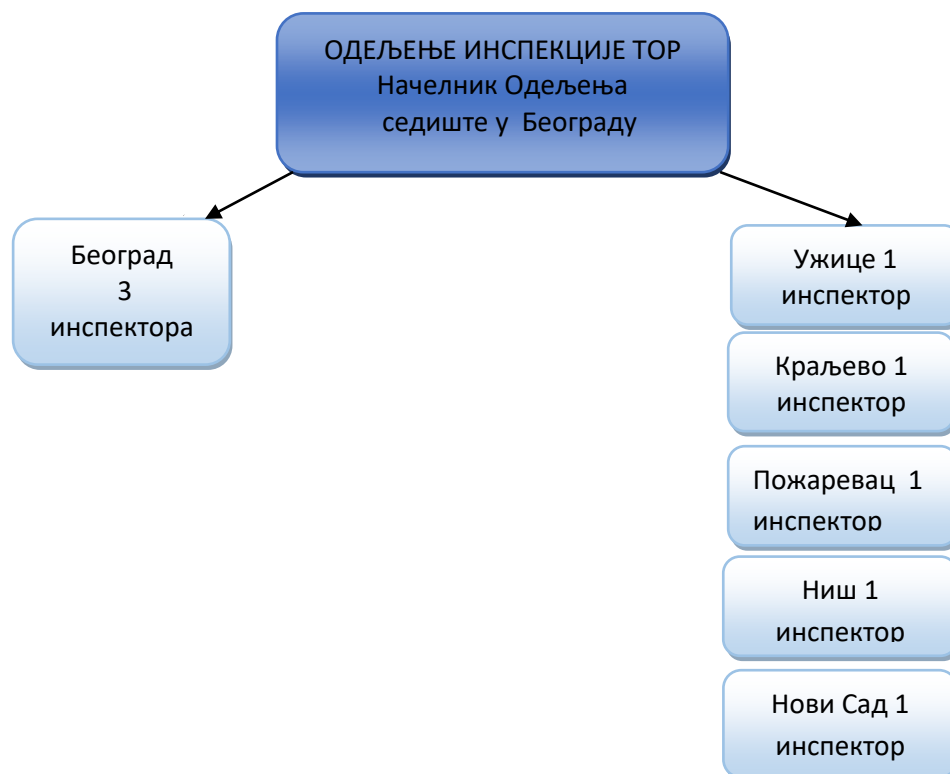 ОДЕЉЕЊЕ ИНСПЕКЦИЈЕ ТОР
Начелник Одељења
седиште у Београду
Београд
3
инспектора
Ужице 1
инспектор
Краљево 1
инспектор
Пожаревац 1
инспектор
Ниш 1
инспектор
Нови Сад 1
инспектор